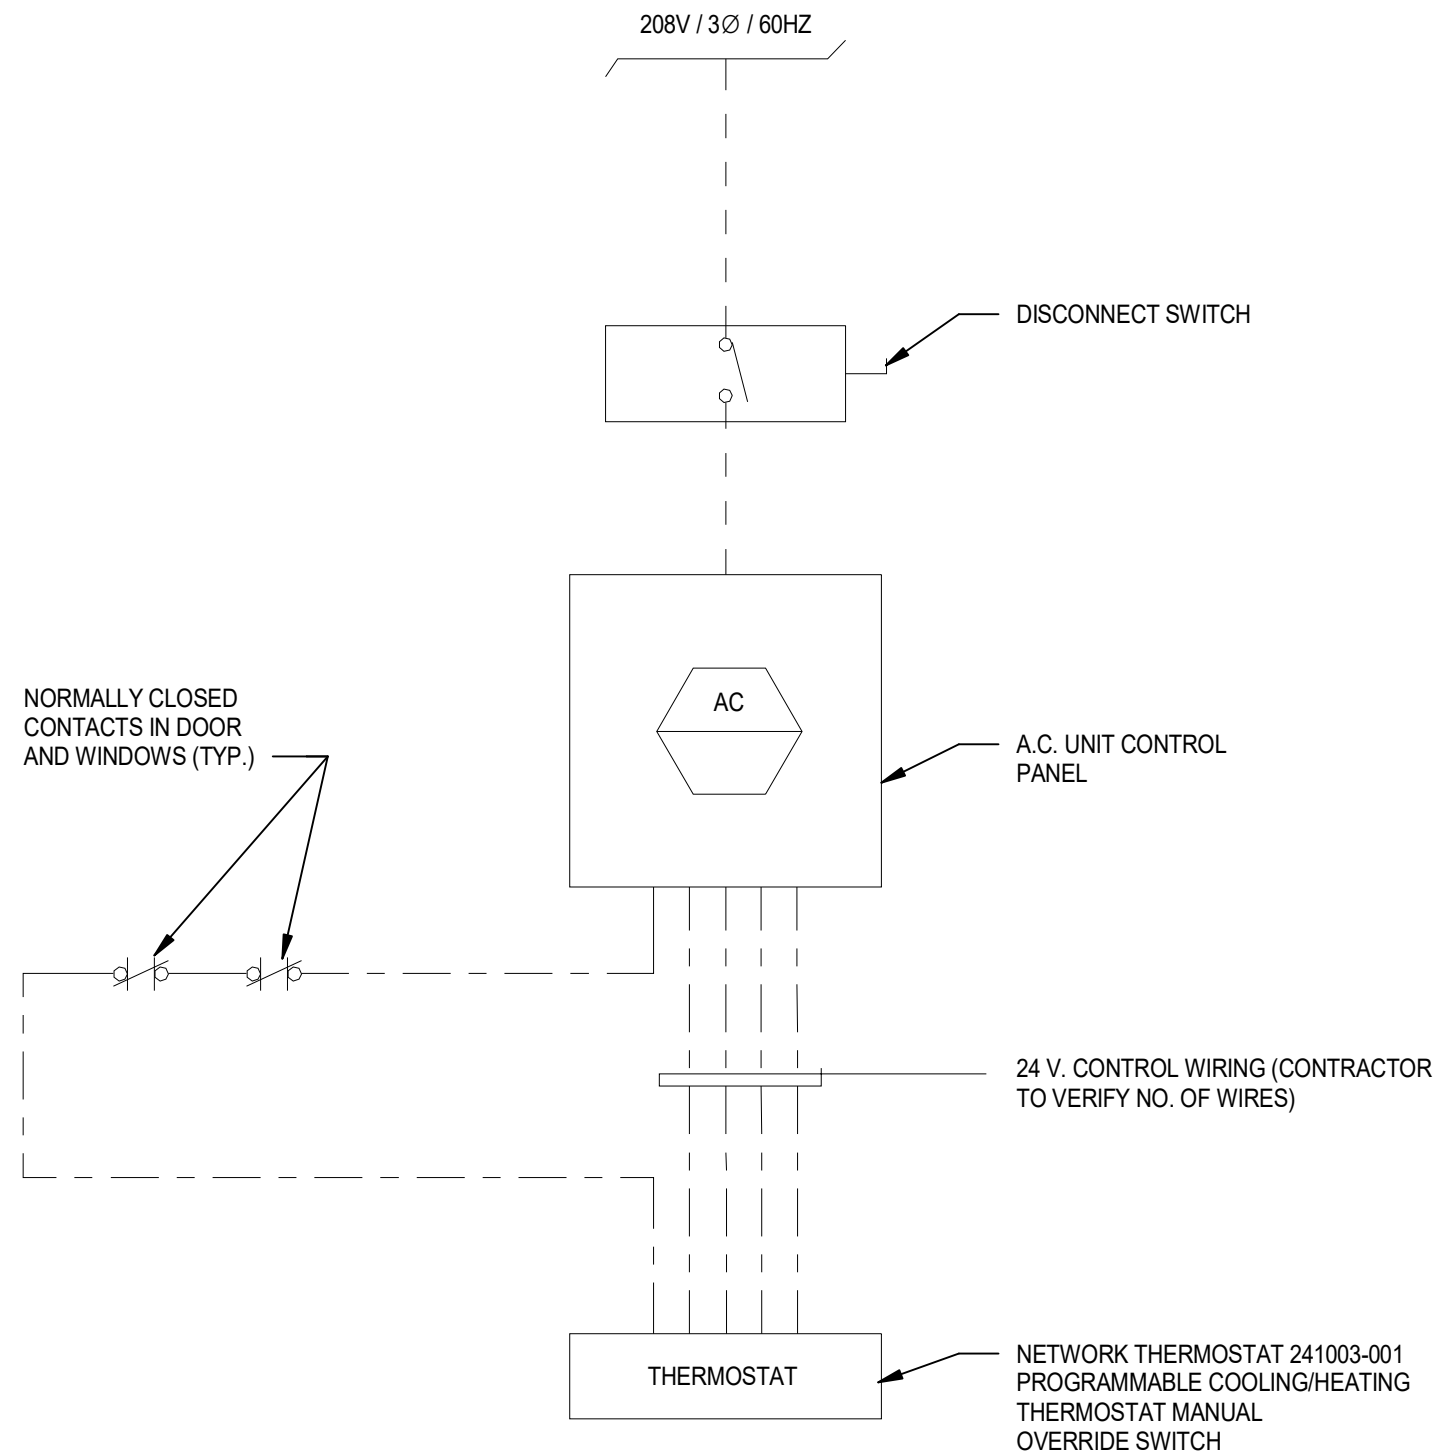 208V / 3Ø / 60HZ
DISCONNECT SWITCH
NORMALLY CLOSED
CONTACTS IN DOOR
AND WINDOWS (TYP.)
AC
A.C. UNIT CONTROL
PANEL
24 V. CONTROL WIRING (CONTRACTOR
TO VERIFY NO. OF WIRES)
THERMOSTAT
NETWORK THERMOSTAT 241003-001
PROGRAMMABLE COOLING/HEATING
THERMOSTAT MANUAL
OVERRIDE SWITCH